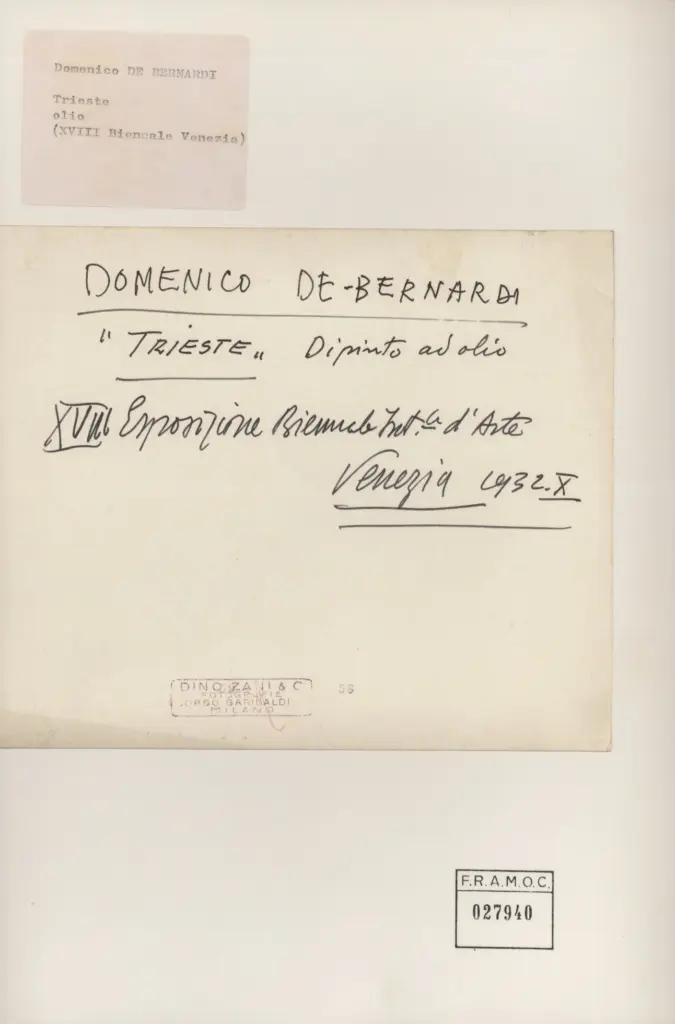 Domenico DE BERNARDI
Trieste
olio
(XVIII Biennale Venezia)
DOMENICO DE-BERNARDI
"TRIESTE" Dipinto ad olio
XVIII Esposizione Biennale Int.le d'Arte
Venezia 1932.X
DINO ZANI & C
FOTOGRAFIE
CORSO GARIBALDI
MILANO
56
F.R.A.M.O.C.
027940